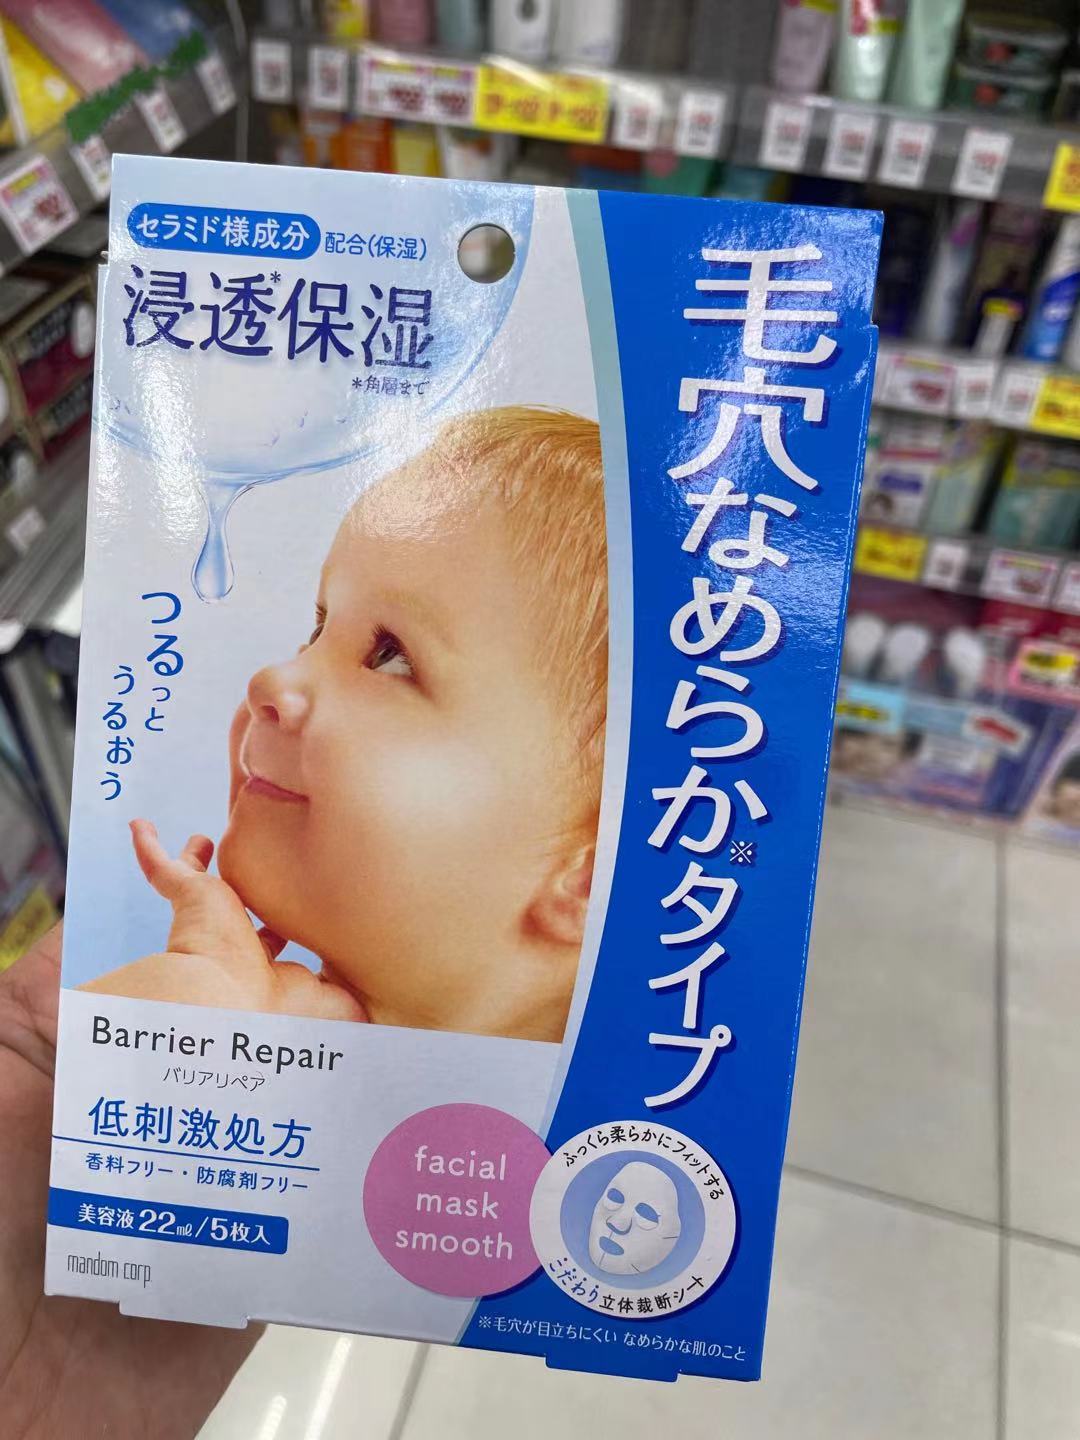 セラミド様成分 配合(保湿)
浸透*保湿
*角層まで
毛穴なめらか※タイプ
つるっと
うるおう
Barrier Repair
バリアリペア
低刺激処方
香料フリー・防腐剤フリー
美容液22mℓ/5枚入
mandom corp.
facial
mask
smooth
ふっくら柔らかにフィットする
こだわり立体裁断シート
※毛穴が目立ちにくい なめらかな肌のこと